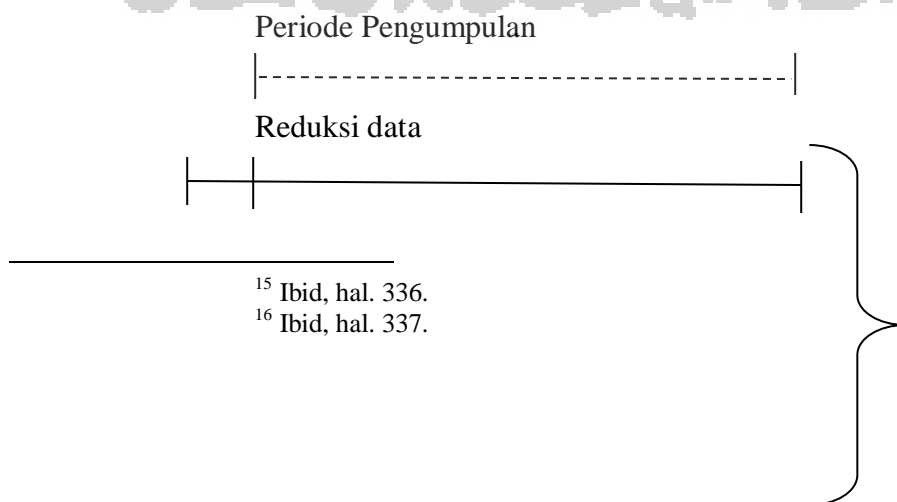 Periode Pengumpulan
Reduksi data
15 Ibid, hal. 336.
16 Ibid, hal. 337.